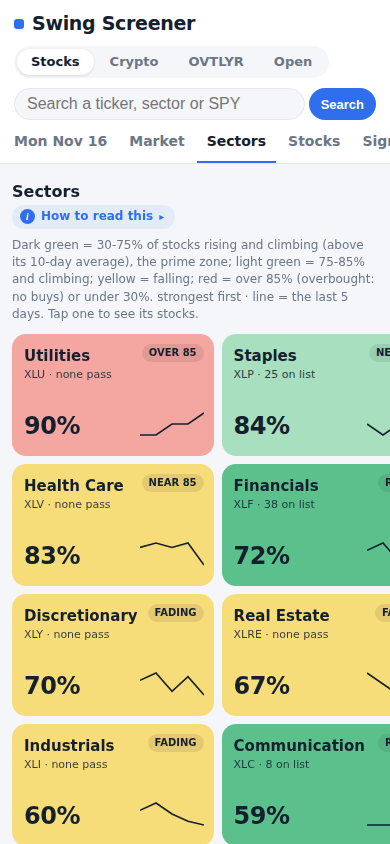 Swing Screener
Stocks Crypto OVTLYR Open
Search a ticker, sector or SPY Search
Mon Nov 16 Market Sectors Stocks
Sectors
i How to read this ▸
Dark green = 30-75% of stocks rising and climbing (above
its 10-day average), the prime zone; light green = 75-85%
and climbing; yellow = falling; red = over 85% (overbought:
no buys) or under 30%. strongest first · line = the last 5
days. Tap one to see its stocks.
Utilities OVER 85
XLU · none pass
90%
Staples
XLP · 25 on list
84%
Health Care NEAR 85
XLV · none pass
83%
Financials
XLF · 38 on list
72%
Discretionary FADING
XLY · none pass
70%
Real Estate
XLRE · none pass
67%
Industrials FADING
XLI · none pass
60%
Communication
XLC · 8 on list
59%